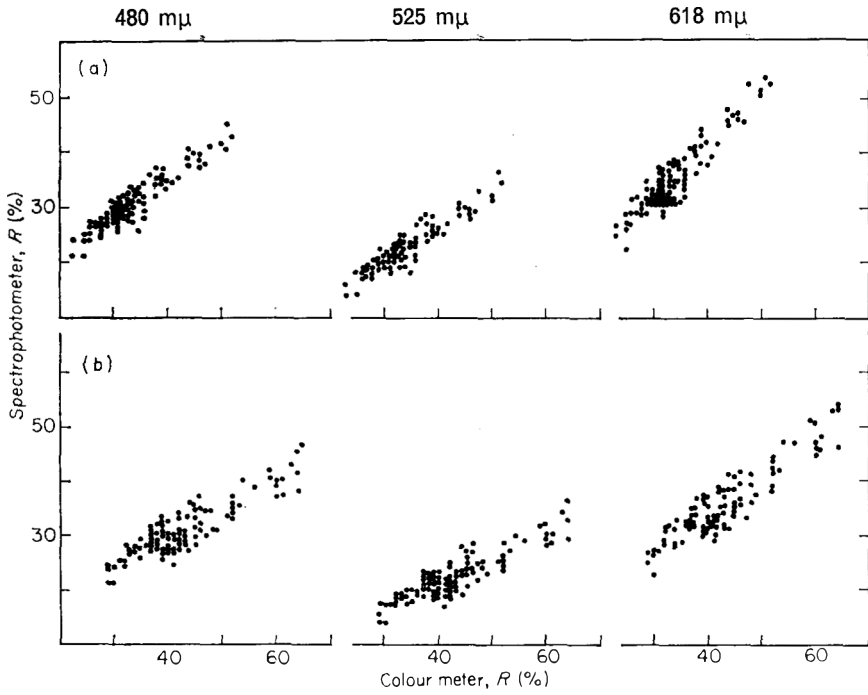 480 mµ 525 mµ 618 mµ
(a)
50
30
Spectrophotometer, R (%)
(b)
50
30
40 60 40 60 40 60
Colour meter, R (%)